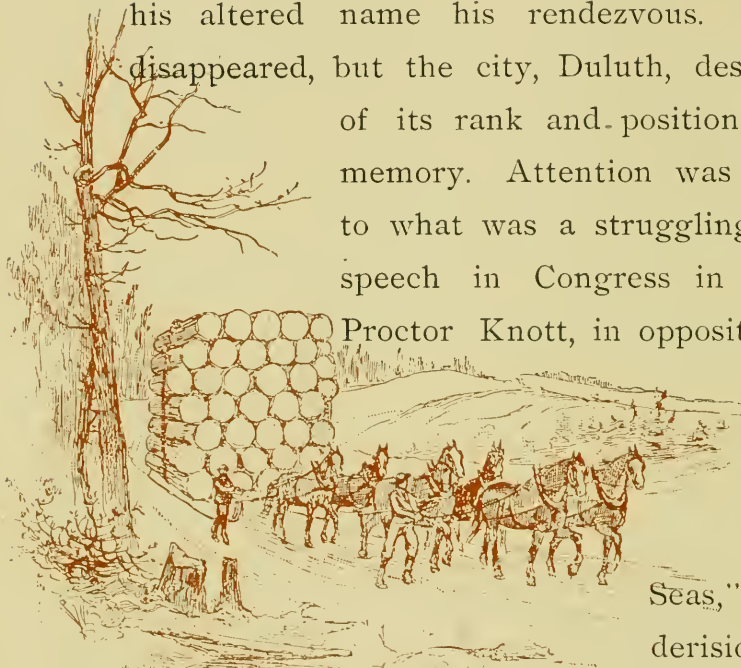 his altered name his rendezvous.
disappeared, but the city, Duluth, des
of its rank and position
memory. Attention was
to what was a struggling
speech in Congress in
Proctor Knott, in opposit
Seas,"
derisio